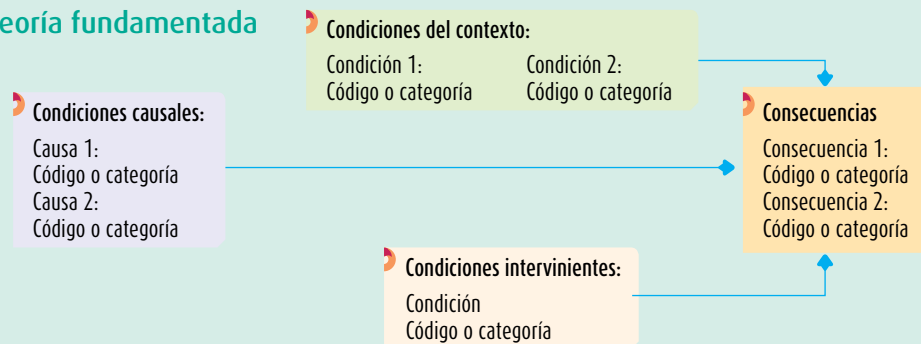 eoría fundamentada
Condiciones del contexto:
Condición 1: Condición 2:
Código o categoría Código o categoría
Condiciones causales:
Causa 1:
Código o categoría
Causa 2:
Código o categoría
Consecuencias
Consecuencia 1:
Código o categoría
Consecuencia 2:
Código o categoría
Condiciones intervinientes:
Condición
Código o categoría